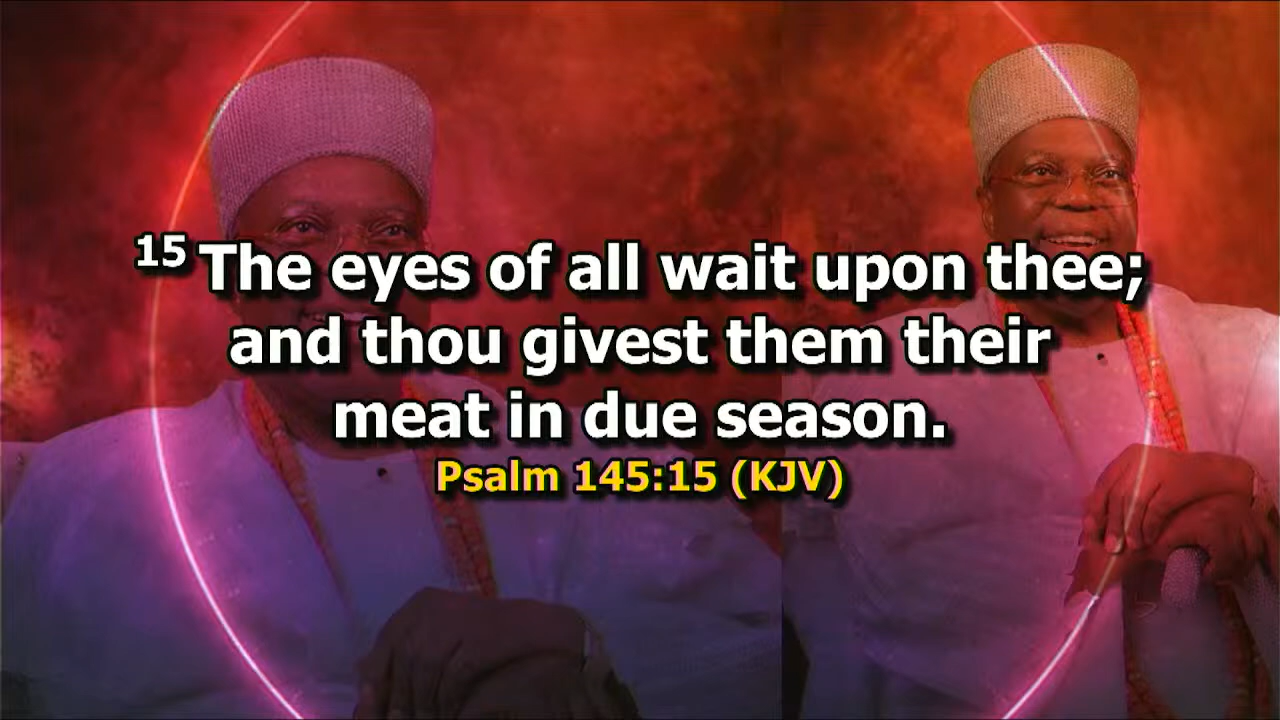 15 The eyes of all wait upon thee;
and thou givest them their
meat in due season.
Psalm 145:15 (KJV)